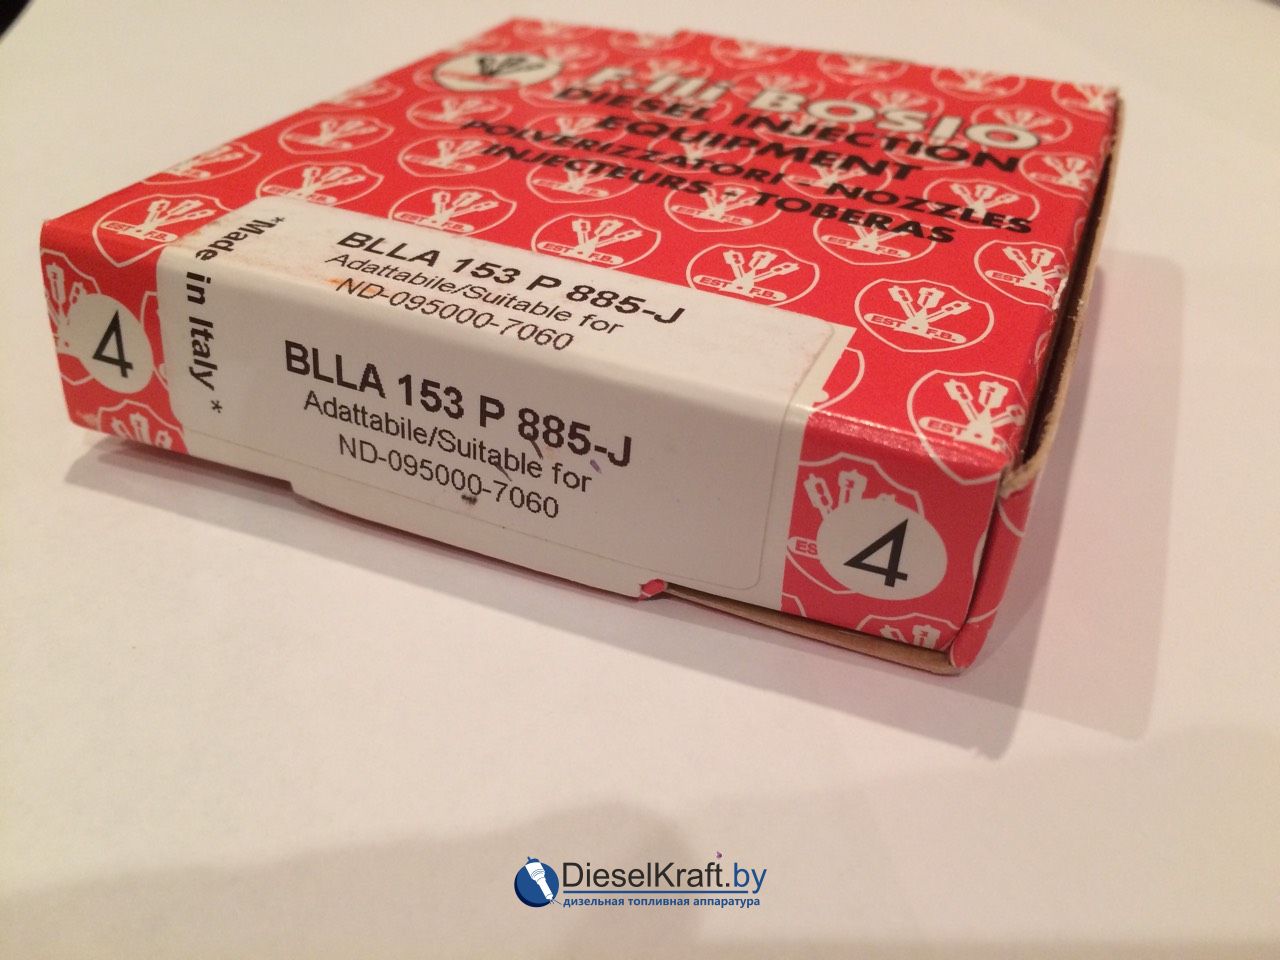 F.lli BOSIO
DIESEL INJECTION
EQUIPMENT
POLVERIZZATORI - NOZZLES
INJECTEURS - TOBERAS
*Made in Italy*
BLLA 153 P 885-J
Adattabile/Suitable for
ND-095000-7060
BLLA 153 P 885-J
Adattabile/Suitable for
ND-095000-7060
4
4
EST. F.B.
DieselKraft.by
дизельная топливная аппаратура